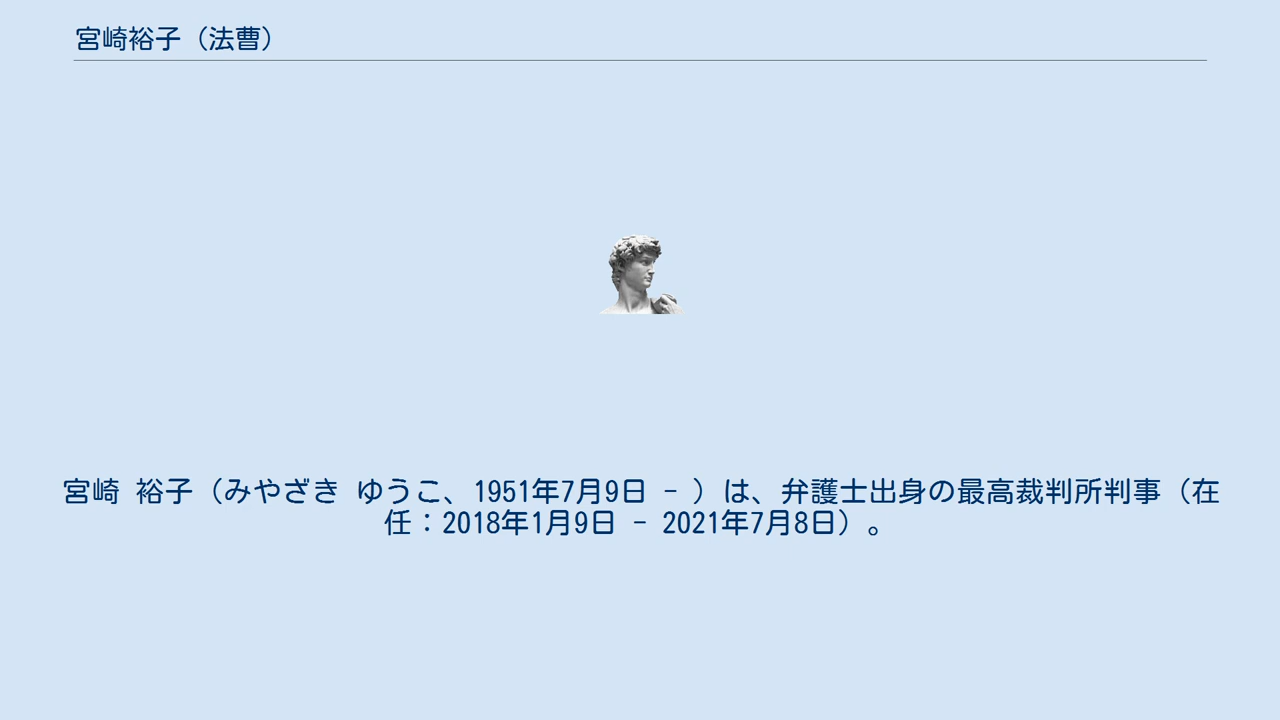 宮崎裕子（法曹）
宮崎 裕子（みやざき ゆうこ、1951年7月9日 - ）は、弁護士出身の最高裁判所判事（在
任：2018年1月9日 - 2021年7月8日）。